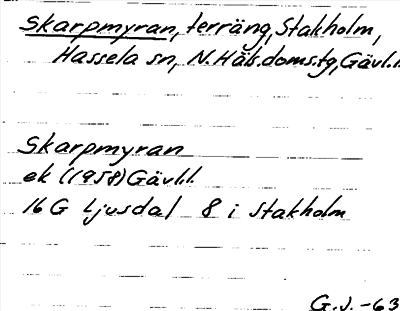 Skarpmyran, terräng, Stakholm,
Hassela sn, N. Häls. doms.tg, Gävl.l.
Skarpmyran
ek (1958) Gävl.l.
16 G Ljusdal 8 i Stakholm
G.J. -63